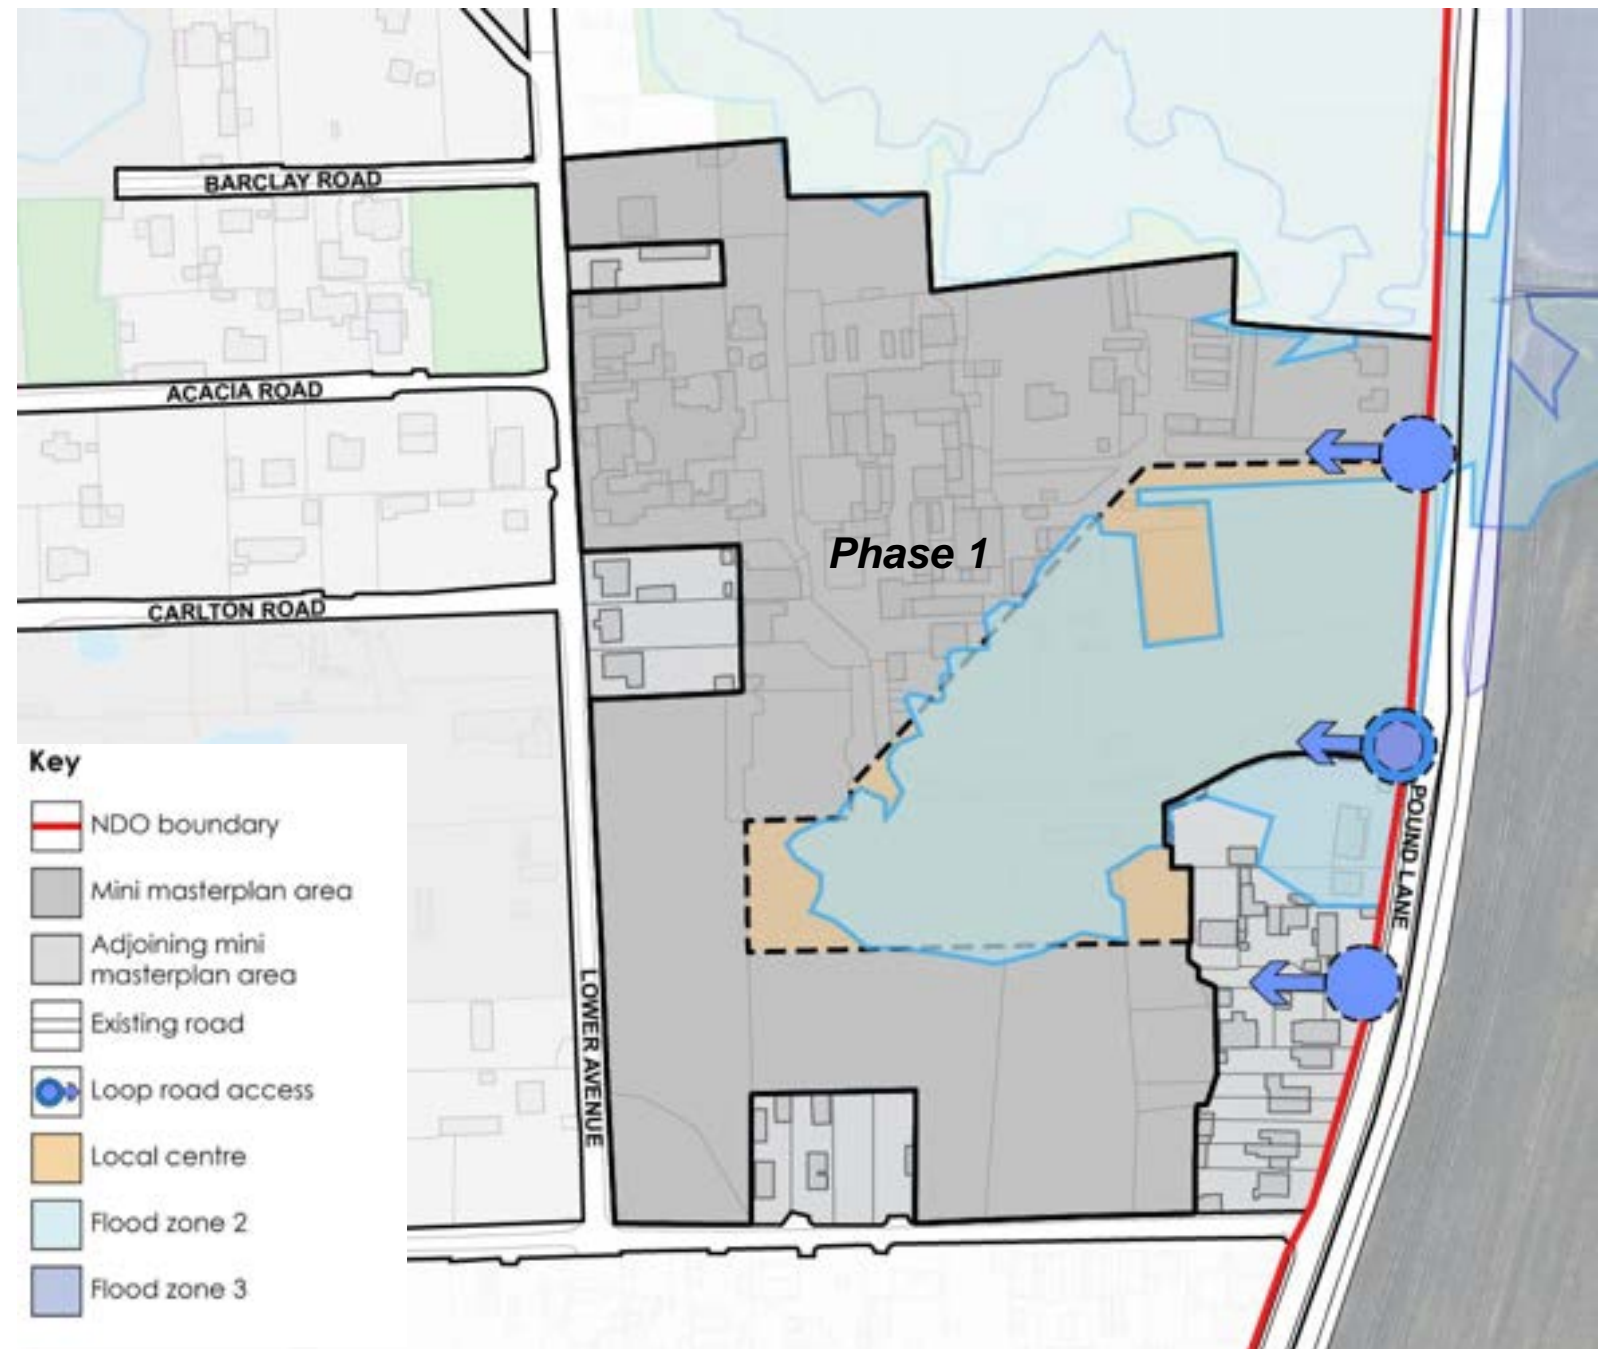 BARCLAY ROAD
ACACIA ROAD
CARLTON ROAD
Phase 1
LOWER AVENUE
POUND LANE
Key
NDO boundary
Mini masterplan area
Adjoining mini
masterplan area
Existing road
Loop road access
Local centre
Flood zone 2
Flood zone 3